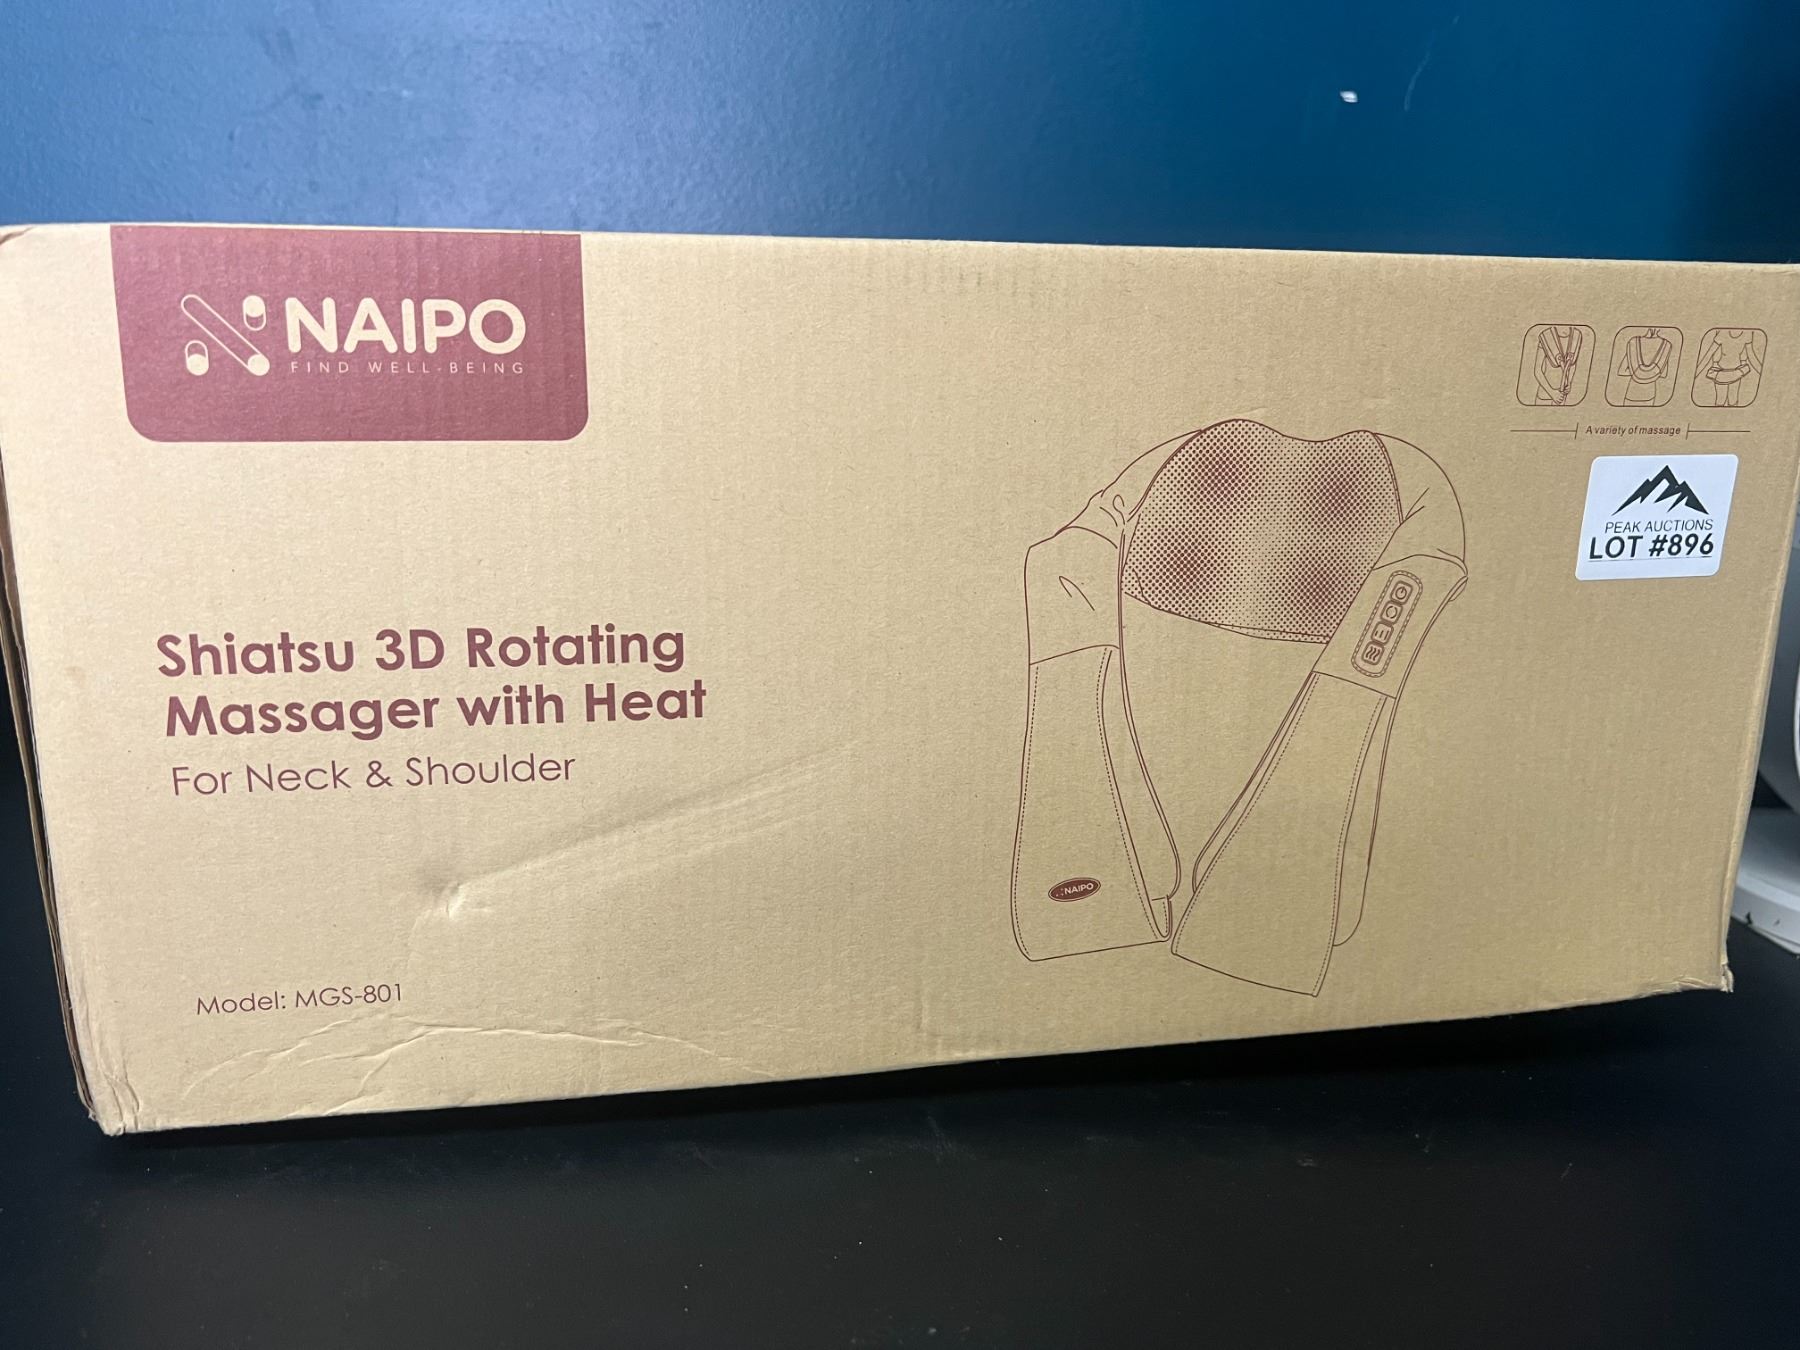 NAIPO
FIND WELL-BEING
A variety of massage
PEAK AUCTIONS
LOT #896
Shiatsu 3D Rotating
Massager with Heat
For Neck & Shoulder
NAIPO
Model: MGS-801